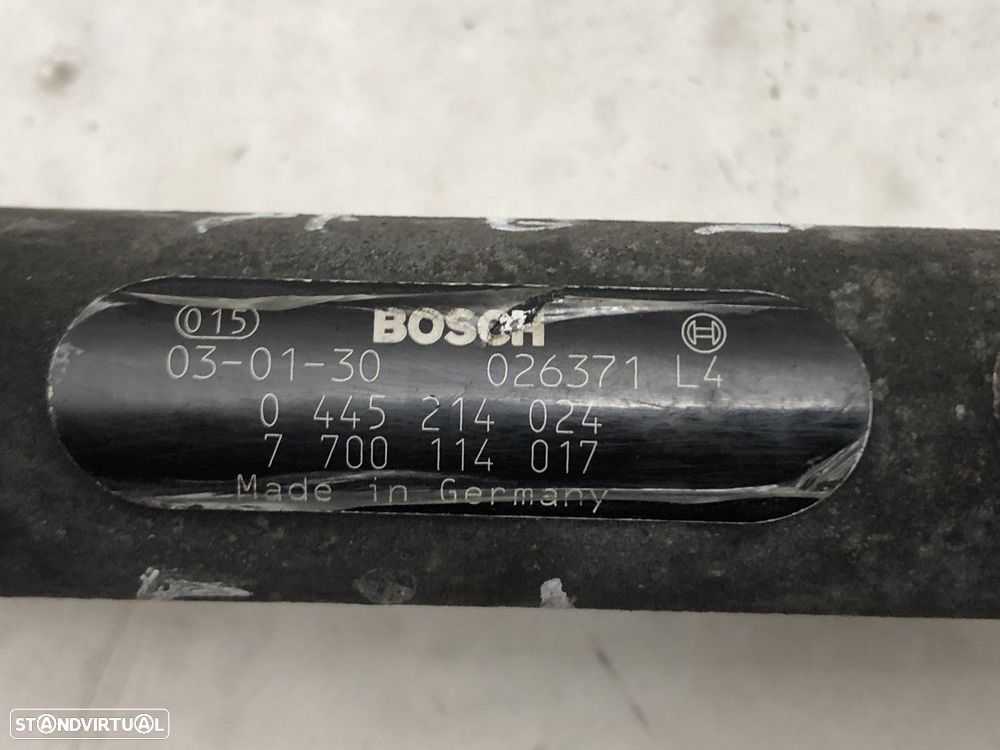 015 BOSCH
03-01-30 026371 L4
0 445 214 024
7 700 114 017
Made in Germany
STANDVIRTUAL